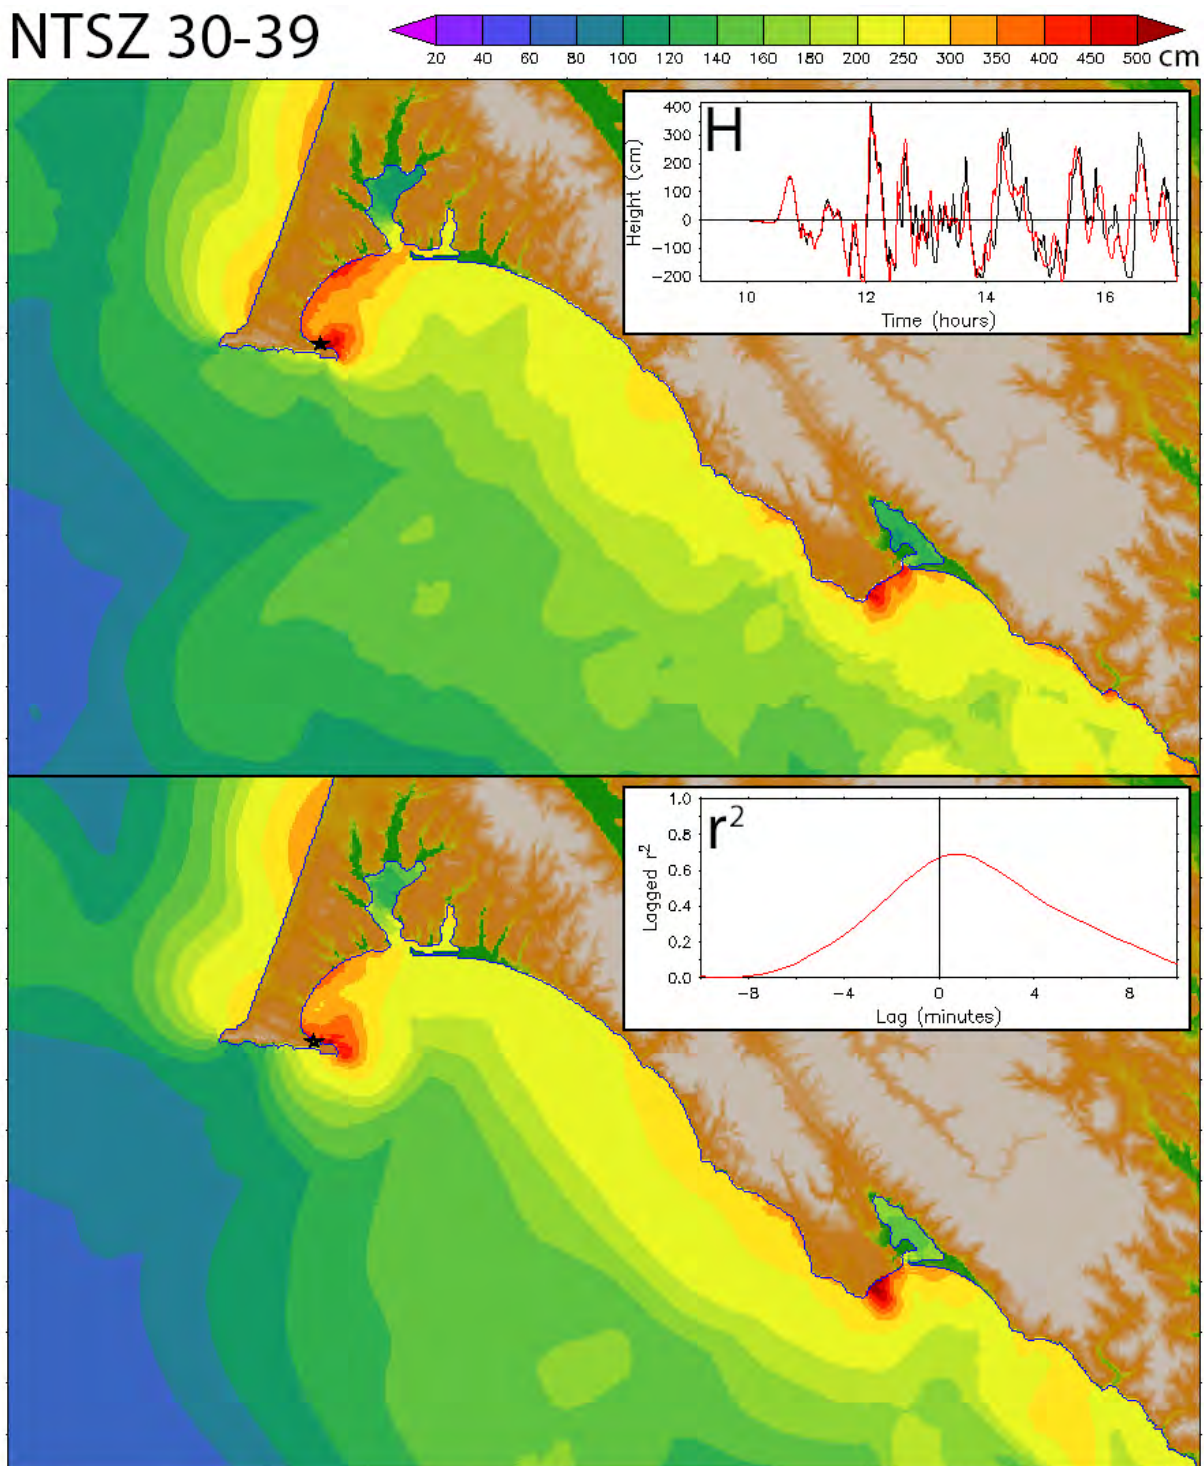 NTSZ 30-39
20 40 60 80 100 120 140 160 180 200 250 300 350 400 450 500 cm
H
Height (cm)
400
300
200
100
0
-100
-200
10 12 14 16
Time (hours)
r²
Lagged r²
1.0
0.8
0.6
0.4
0.2
0.0
-8 -4 0 4 8
Lag (minutes)